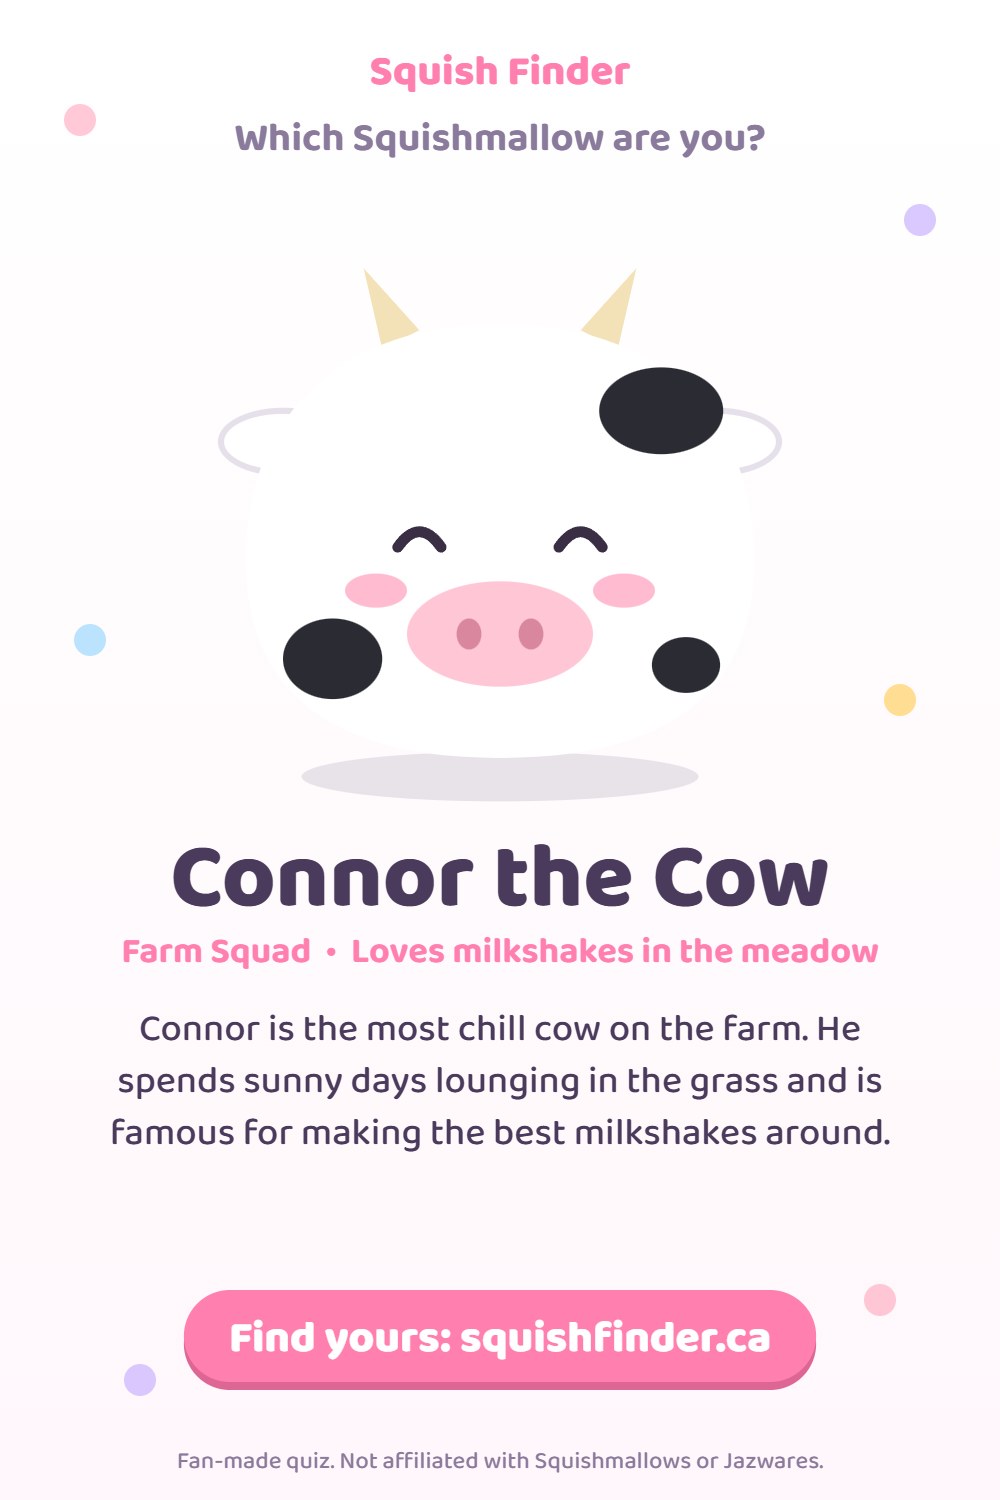 Squish Finder
Which Squishmallow are you?
Connor the Cow
Farm Squad • Loves milkshakes in the meadow
Connor is the most chill cow on the farm. He
spends sunny days lounging in the grass and is
famous for making the best milkshakes around.
Find yours: squishfinder.ca
Fan-made quiz. Not affiliated with Squishmallows or Jazwares.